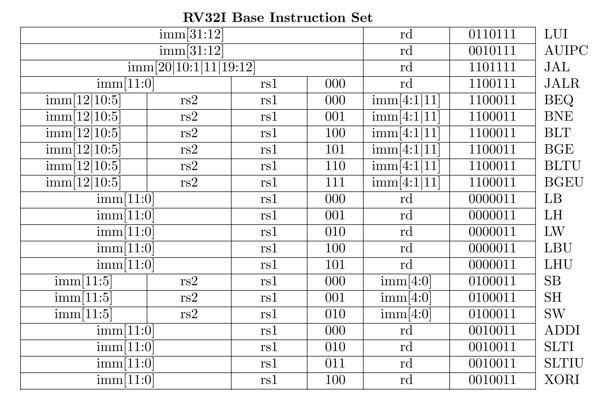 RV32I Base Instruction Set
imm[31:12] rd 0110111 LUI
imm[31:12] rd 0010111 AUIPC
imm[20|10:1|11|19:12] rd 1101111 JAL
imm[11:0] rs1 000 rd 1100111 JALR
imm[12|10:5] rs2 rs1 000 imm[4:1|11] 1100011 BEQ
imm[12|10:5] rs2 rs1 001 imm[4:1|11] 1100011 BNE
imm[12|10:5] rs2 rs1 100 imm[4:1|11] 1100011 BLT
imm[12|10:5] rs2 rs1 101 imm[4:1|11] 1100011 BGE
imm[12|10:5] rs2 rs1 110 imm[4:1|11] 1100011 BLTU
imm[12|10:5] rs2 rs1 111 imm[4:1|11] 1100011 BGEU
imm[11:0] rs1 000 rd 0000011 LB
imm[11:0] rs1 001 rd 0000011 LH
imm[11:0] rs1 010 rd 0000011 LW
imm[11:0] rs1 100 rd 0000011 LBU
imm[11:0] rs1 101 rd 0000011 LHU
imm[11:5] rs2 rs1 000 imm[4:0] 0100011 SB
imm[11:5] rs2 rs1 001 imm[4:0] 0100011 SH
imm[11:5] rs2 rs1 010 imm[4:0] 0100011 SW
imm[11:0] rs1 000 rd 0010011 ADDI
imm[11:0] rs1 010 rd 0010011 SLTI
imm[11:0] rs1 011 rd 0010011 SLTIU
imm[11:0] rs1 100 rd 0010011 XORI